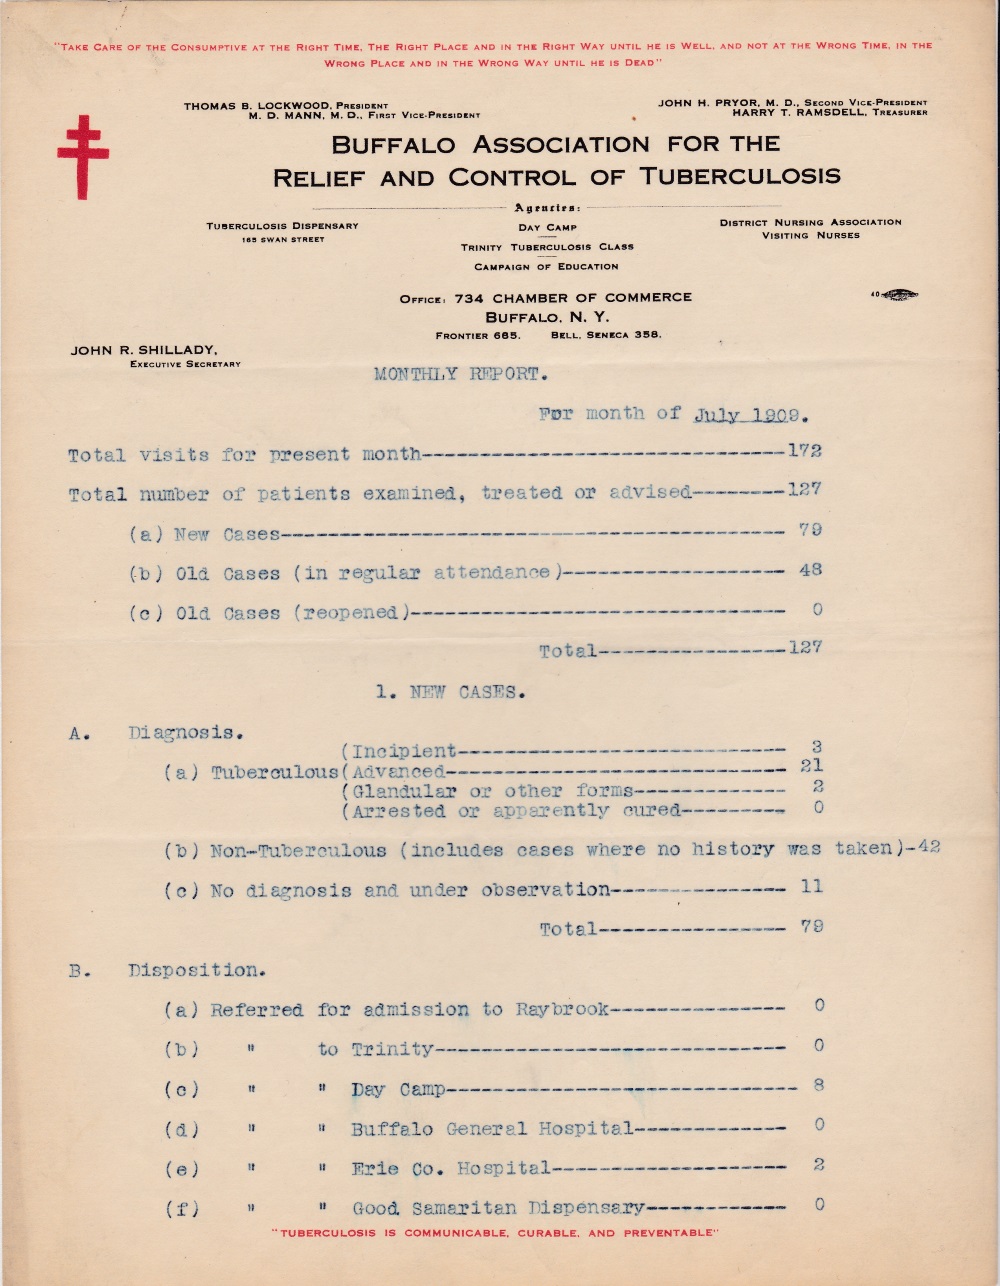 "Take Care of the Consumptive at the Right Time, The Right Place and in the Right Way until he is Well, and not at the Wrong Time, in the
Wrong Place and in the Wrong Way until he is Dead"
THOMAS B. LOCKWOOD, President
M. D. MANN, M. D., First Vice-President
JOHN H. PRYOR, M. D., Second Vice-President
HARRY T. RAMSDELL, Treasurer
Buffalo Association for the
Relief and Control of Tuberculosis
Agencies:
Tuberculosis Dispensary
165 Swan Street
Day Camp
Trinity Tuberculosis Class
Campaign of Education
District Nursing Association
Visiting Nurses
Office: 734 Chamber of Commerce
Buffalo, N. Y.
Frontier 665. Bell, Seneca 358.
40
JOHN R. SHILLADY,
Executive Secretary
MONTHLY REPORT.
For month of July 1909.
Total visits for present month-------------------------------172
Total number of patients examined, treated or advised--------127
(a) New Cases------------------------------------------- 79
(b) Old Cases (in regular attendance)------------------- 48
(c) Old Cases (reopened)-------------------------------- 0
Total----------------127
1. NEW CASES.
A. Diagnosis.
(Incipient---------------------------- 3
(a) Tuberculous(Advanced----------------------------- 21
(Glandular or other forms------------- 2
(Arrested or apparently cured--------- 0
(b) Non-Tuberculous (includes cases where no history was taken)-42
(c) No diagnosis and under observation--------------- 11
Total---------------- 79
B. Disposition.
(a) Referred for admission to Raybrook--------------- 0
(b) " to Trinity------------------------------ 0
(c) " " Day Camp------------------------------ 8
(d) " " Buffalo General Hospital------------- 0
(e) " " Erie Co. Hospital-------------------- 2
(f) " " Good Samaritan Dispensary------------ 0
"Tuberculosis is Communicable, Curable, and Preventable"